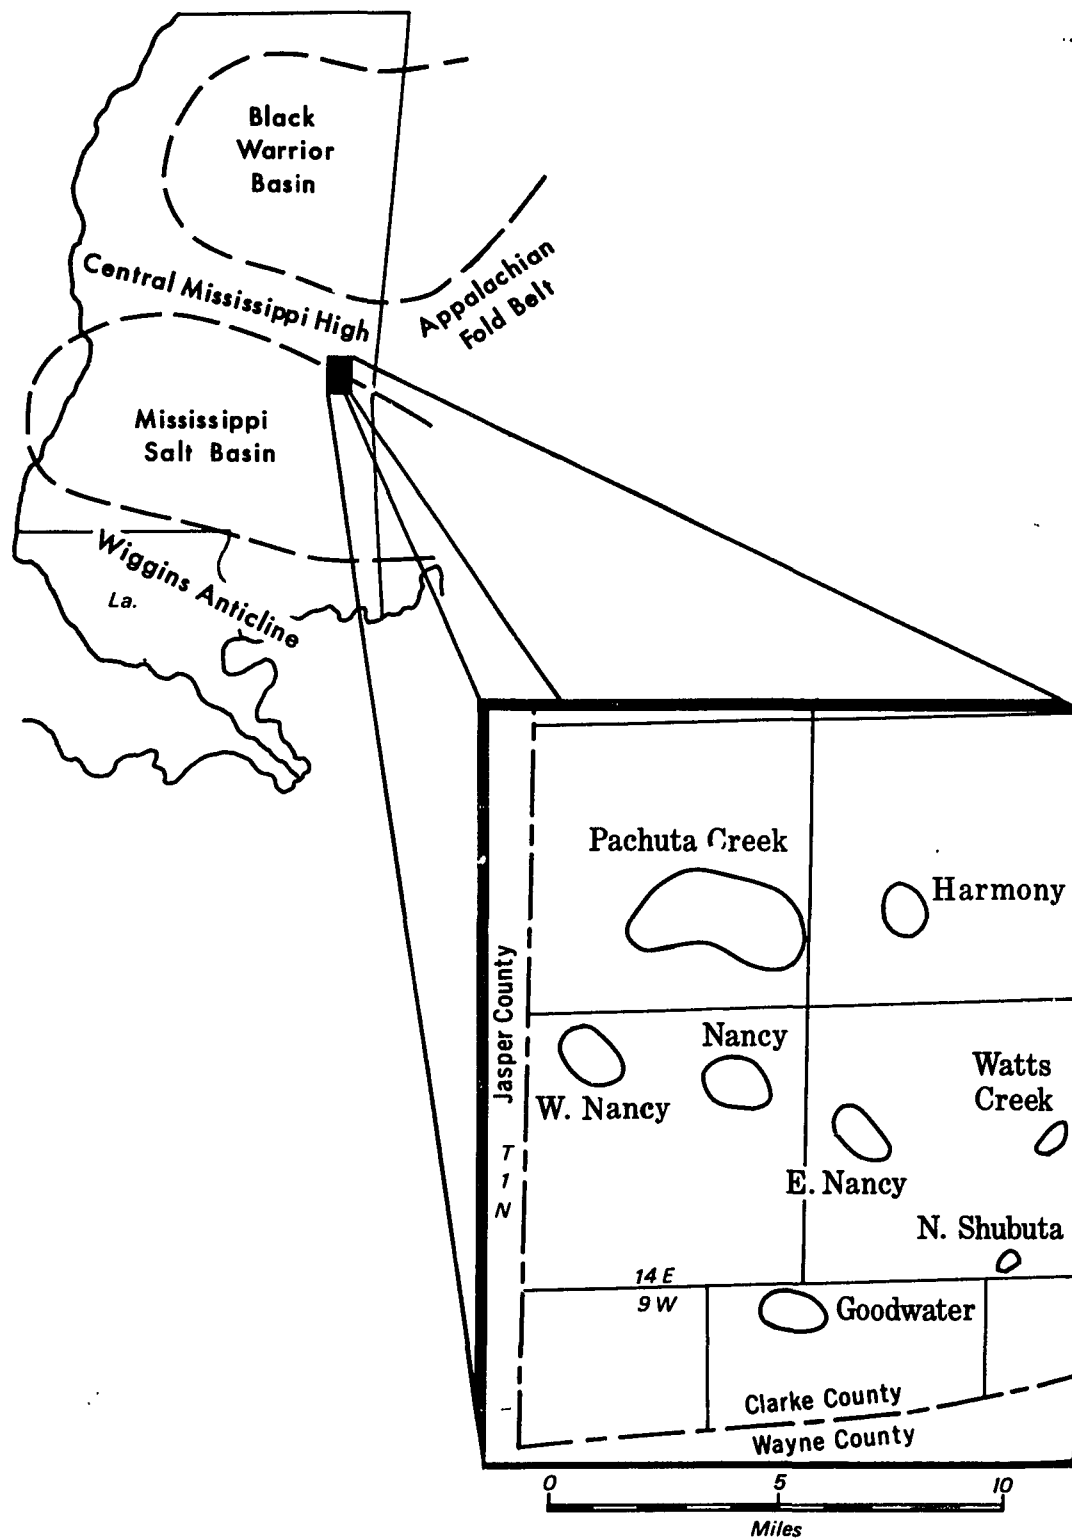 Black
Warrior
Basin
Central Mississippi High
Appalachian
Fold Belt
Mississippi
Salt Basin
Wiggins Anticline
La.
Pachuta Creek
Harmony
Jasper County
Nancy
W. Nancy
Watts
Creek
E. Nancy
T
1
N
N. Shubuta
14 E
9 W
Goodwater
Clarke County
Wayne County
0 5 10
Miles